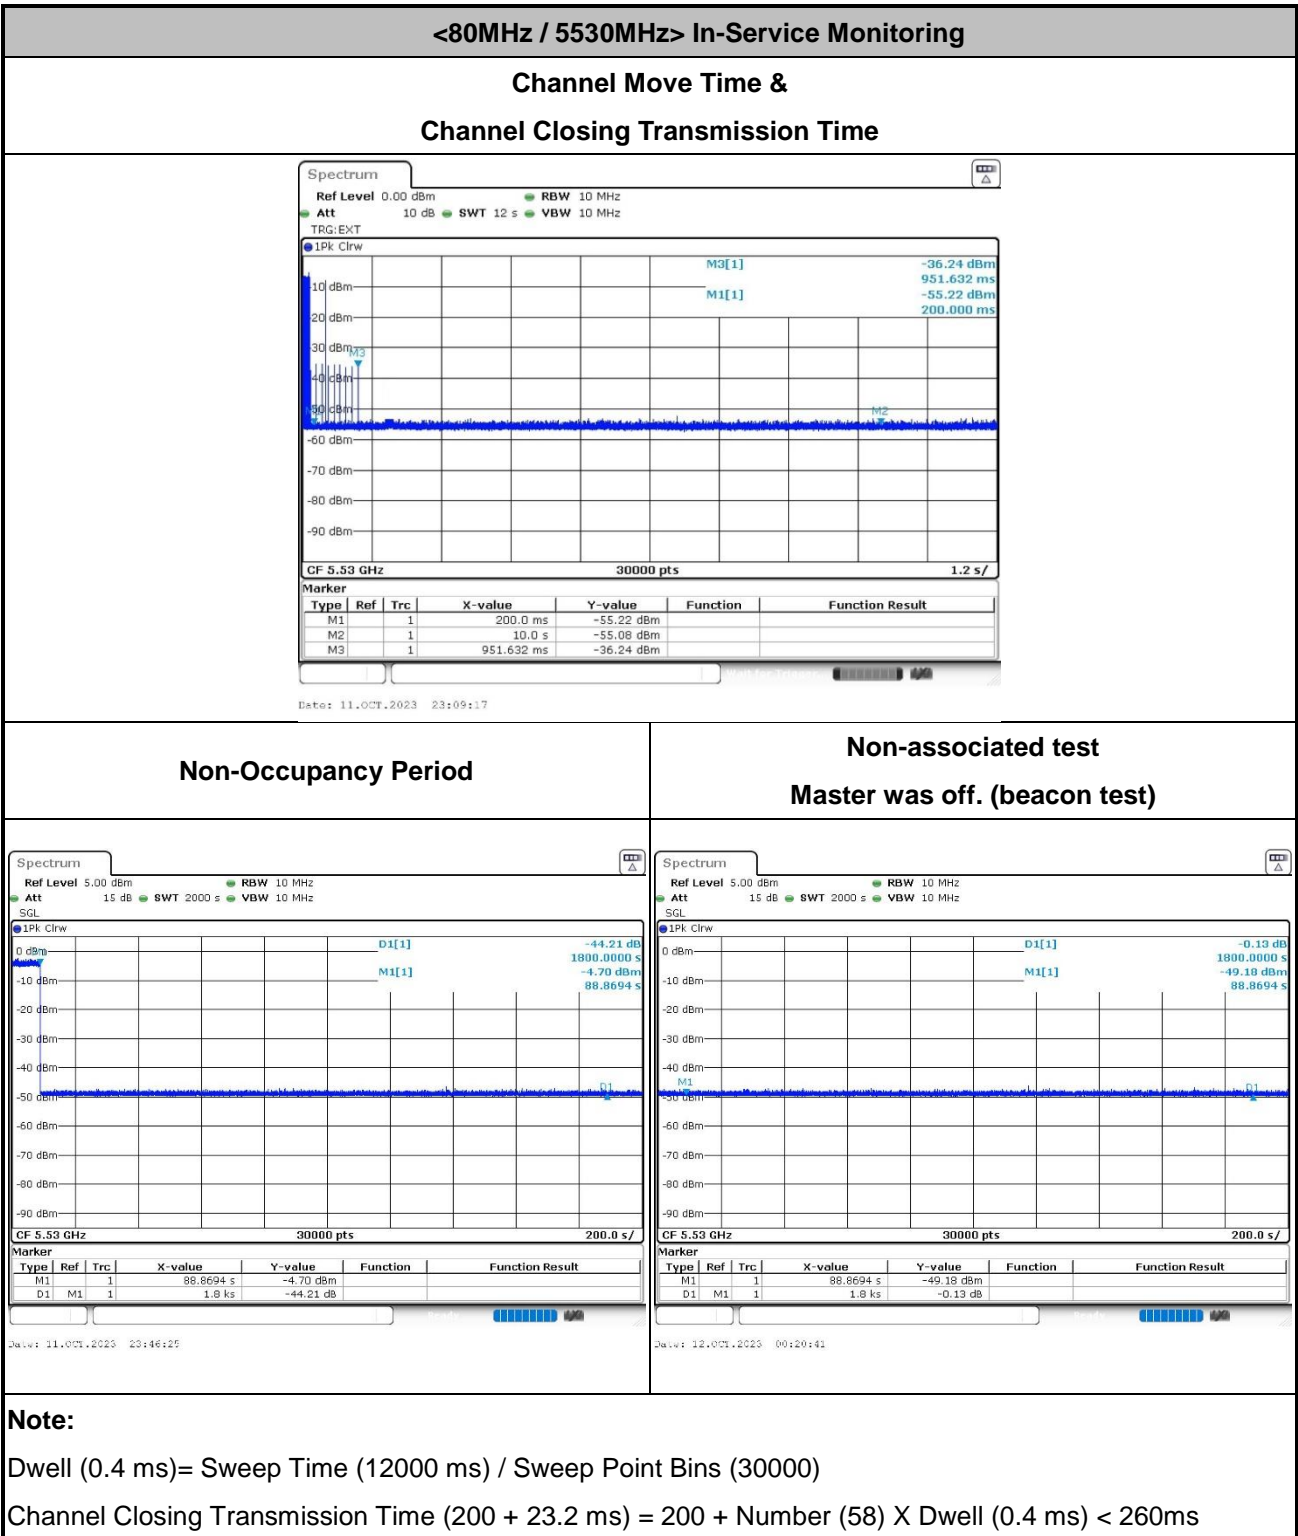 <80MHz / 5530MHz> In-Service Monitoring
Channel Move Time &
Channel Closing Transmission Time
Spectrum
Ref Level 0.00 dBm RBW 10 MHz
Att 10 dB SWT 12 s VBW 10 MHz
TRG:EXT
1Pk Clrw
M3[1] -36.24 dBm
951.632 ms
-10 dBm
M1[1] -55.22 dBm
200.000 ms
-20 dBm
-30 dBm
M3
-40 dBm
-50 dBm
M2
-60 dBm
-70 dBm
-80 dBm
-90 dBm
CF 5.53 GHz 30000 pts 1.2 s/
Marker
Type Ref Trc X-value Y-value Function Function Result
M1 1 200.0 ms -55.22 dBm
M2 1 10.0 s -55.08 dBm
M3 1 951.632 ms -36.24 dBm
Date: 11.OCT.2023 23:09:17
Non-Occupancy Period
Non-associated test
Master was off. (beacon test)
Spectrum
Ref Level 5.00 dBm RBW 10 MHz
Att 15 dB SWT 2000 s VBW 10 MHz
SGL
1Pk Clrw
D1[1] -44.21 dB
0 dBm
1800.0000 s
M1[1] -4.70 dBm
-10 dBm
88.8694 s
-20 dBm
-30 dBm
-40 dBm
D1
-50 dBm
-60 dBm
-70 dBm
-80 dBm
-90 dBm
CF 5.53 GHz 30000 pts 200.0 s/
Marker
Type Ref Trc X-value Y-value Function Function Result
M1 1 88.8694 s -4.70 dBm
D1 M1 1 1.8 ks -44.21 dB
Date: 11.OCT.2023 23:46:25
Spectrum
Ref Level 5.00 dBm RBW 10 MHz
Att 15 dB SWT 2000 s VBW 10 MHz
SGL
1Pk Clrw
D1[1] -0.13 dB
0 dBm
1800.0000 s
M1[1] -49.18 dBm
-10 dBm
88.8694 s
-20 dBm
-30 dBm
-40 dBm
M1
D1
-50 dBm
-60 dBm
-70 dBm
-80 dBm
-90 dBm
CF 5.53 GHz 30000 pts 200.0 s/
Marker
Type Ref Trc X-value Y-value Function Function Result
M1 1 88.8694 s -49.18 dBm
D1 M1 1 1.8 ks -0.13 dB
Date: 12.OCT.2023 00:20:41
Note:
Dwell (0.4 ms)= Sweep Time (12000 ms) / Sweep Point Bins (30000)
Channel Closing Transmission Time (200 + 23.2 ms) = 200 + Number (58) X Dwell (0.4 ms) < 260ms